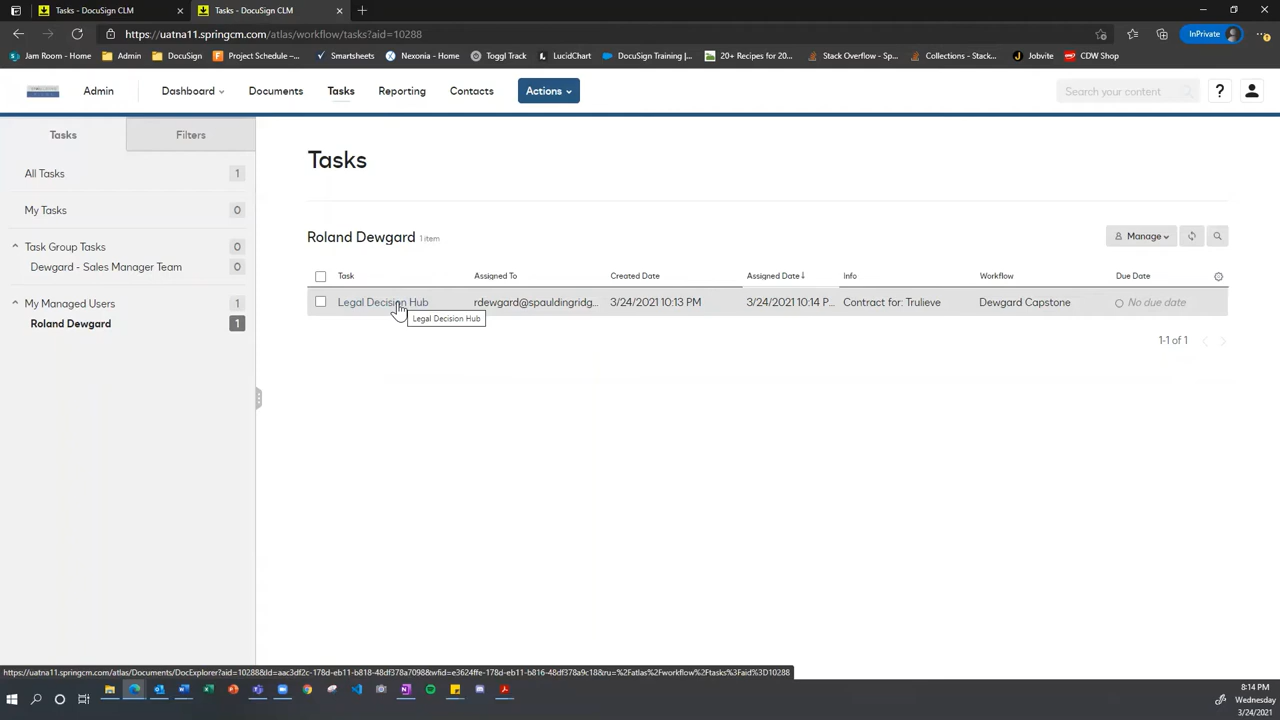 Tasks - DocuSign CLM
Tasks - DocuSign CLM
https://uatna11.springcm.com/atlas/workflow/tasks?aid=10288
InPrivate
Jam Room - Home
Admin
DocuSign
Project Schedule –...
Smartsheets
Nexonia - Home
Toggl Track
LucidChart
DocuSign Training |...
20+ Recipes for 20...
Stack Overflow - Sp...
Collections - Stack...
Jobvite
CDW Shop
Admin
Dashboard
Documents
Tasks
Reporting
Contacts
Actions
Search your content
?
Tasks
Filters
All Tasks 1
My Tasks 0
Task Group Tasks 0
Dewgard - Sales Manager Team 0
My Managed Users 1
Roland Dewgard 1
Tasks
Roland Dewgard 1 item
Manage
Task Assigned To Created Date Assigned Date↓ Info Workflow Due Date
Legal Decision Hub rdewgard@spauldingridg... 3/24/2021 10:13 PM 3/24/2021 10:14 P... Contract for: Trulieve Dewgard Capstone No due date
Legal Decision Hub
1-1 of 1
https://uatna11.springcm.com/atlas/Documents/DocExplorer?aid=10288&ld=aac3df2c-178d-eb11-b818-48df378a7098&wfid=e3624ffe-178d-eb11-b816-48df378a9c18&ru=%2Fatlas%2Fworkflow%2Ftasks%3Faid%3D10288
8:14 PM
Wednesday
3/24/2021